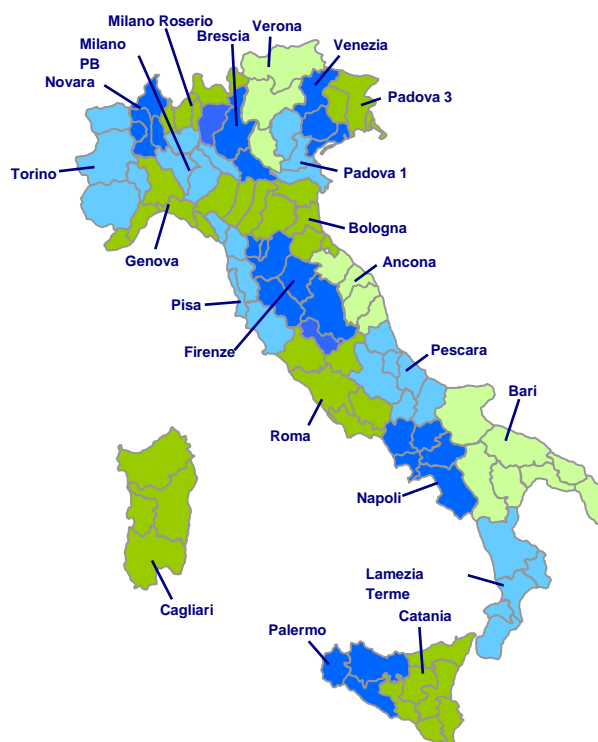 Milano Roserio
Verona
Brescia
Venezia
Milano
PB
Novara
Padova 3
Torino
Padova 1
Bologna
Genova
Ancona
Pisa
Firenze
Pescara
Bari
Roma
Napoli
Lamezia
Terme
Cagliari
Catania
Palermo